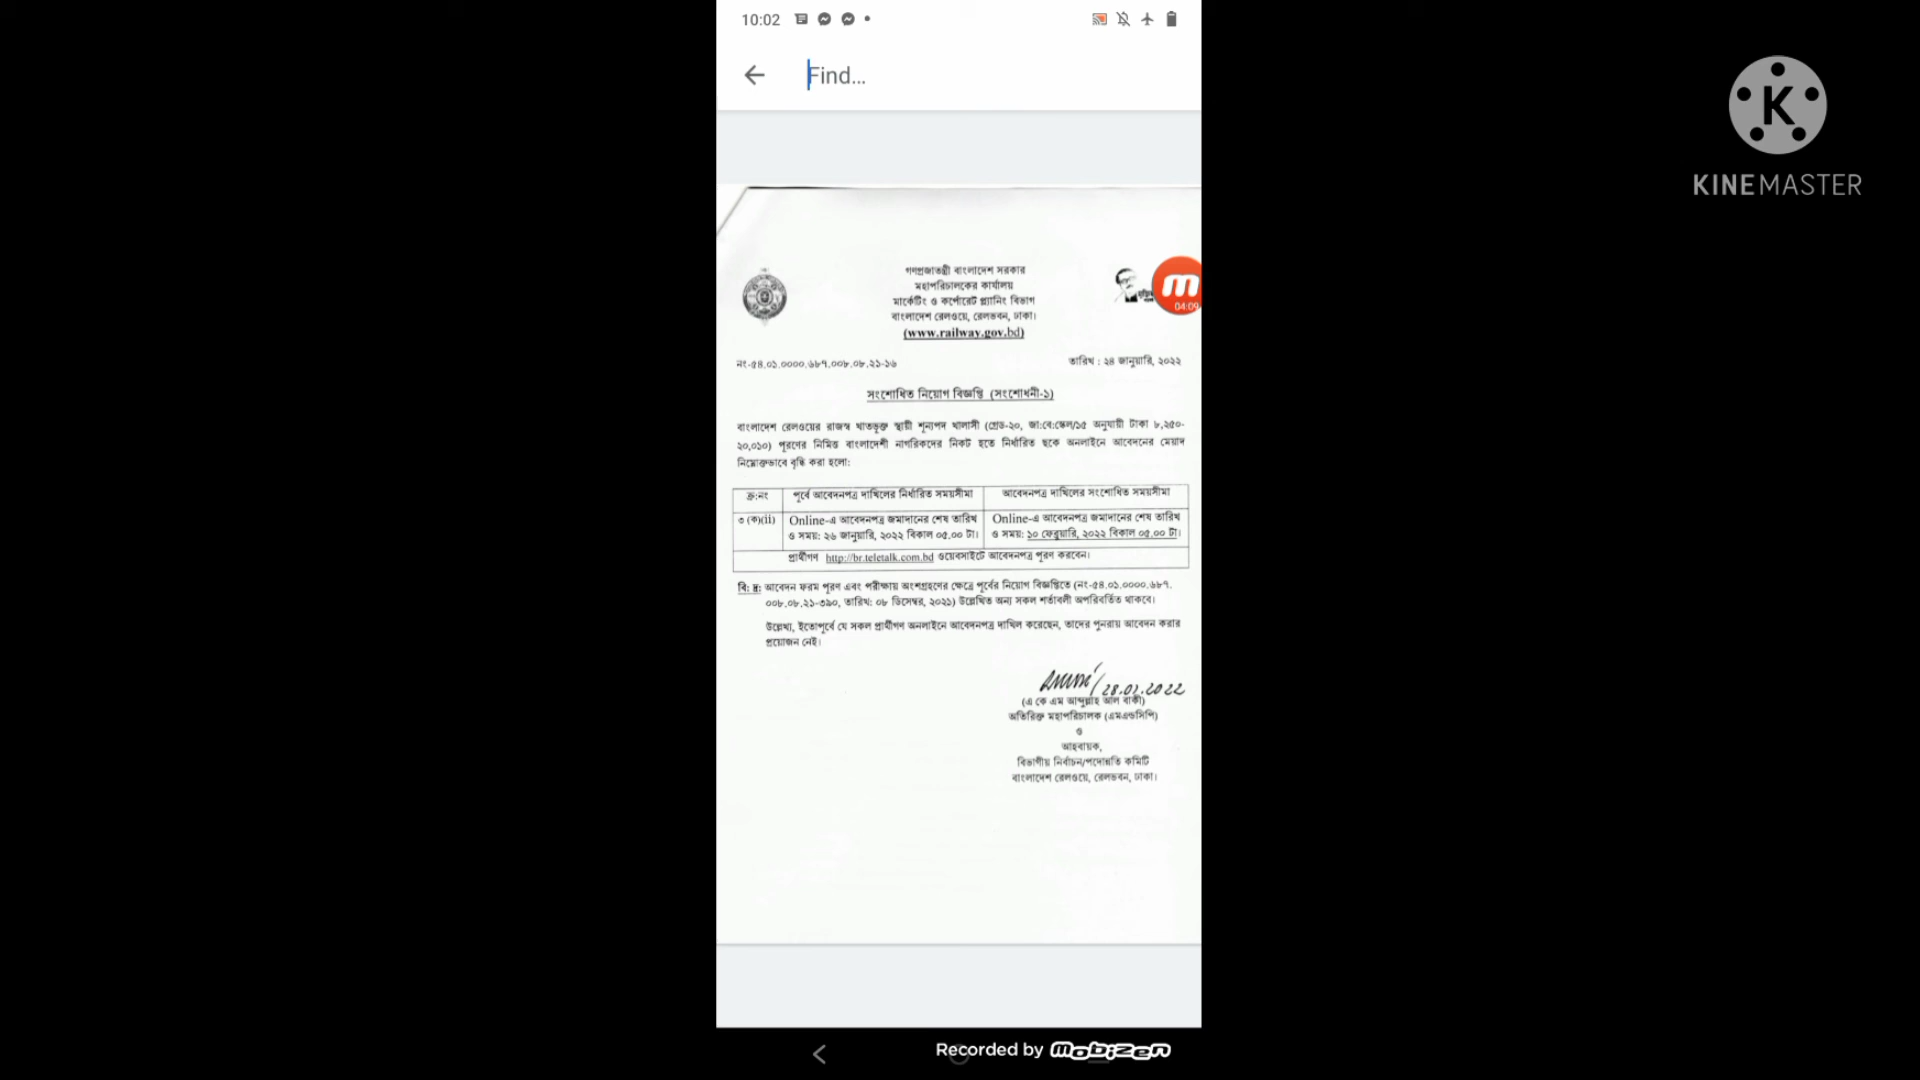 10:02
Find...
KINEMASTER
গণপ্রজাতন্ত্রী বাংলাদেশ সরকার
মহাপরিচালকের কার্যালয়
মার্কেটিং ও কর্পোরেট প্ল্যানিং বিভাগ
বাংলাদেশ রেলওয়ে, রেলভবন, ঢাকা।
(www.railway.gov.bd)
04:09
নং-৫৪.০১.০০০০.৬৮৭.০০৮.০৮.২১-১৬ তারিখ : ২৪ জানুয়ারি, ২০২২
সংশোধিত নিয়োগ বিজ্ঞপ্তি (সংশোধনী-১)
বাংলাদেশ রেলওয়ের রাজস্ব খাতভূক্ত স্থায়ী শূন্যপদ খালাসী (গ্রেড-২০, জা:বে:স্কেল/১৫ অনুযায়ী টাকা ৮,২৫০-
২০,০১০) পূরণের নিমিত্ত বাংলাদেশী নাগরিকদের নিকট হতে নির্ধারিত ছকে অনলাইনে আবেদনের মেয়াদ
নিম্নোক্তভাবে বৃদ্ধি করা হলো:
ক্র:নং পূর্বে আবেদনপত্র দাখিলের নির্ধারিত সময়সীমা আবেদনপত্র দাখিলের সংশোধিত সময়সীমা
৩ (ক)(ii) Online-এ আবেদনপত্র জমাদানের শেষ তারিখ Online-এ আবেদনপত্র জমাদানের শেষ তারিখ
ও সময়: ২৬ জানুয়ারি, ২০২২ বিকাল ০৫.০০ টা। ও সময়: ১০ ফেব্রুয়ারি, ২০২২ বিকাল ০৫.০০ টা।
প্রার্থীগণ http://br.teletalk.com.bd ওয়েবসাইটে আবেদনপত্র পূরণ করবেন।
বি: দ্র: আবেদন ফরম পূরণ এবং পরীক্ষায় অংশগ্রহণের ক্ষেত্রে পূর্বের নিয়োগ বিজ্ঞপ্তিতে (নং-৫৪.০১.০০০০.৬৮৭.
০০৮.০৮.২১-৩৯০, তারিখ: ০৮ ডিসেম্বর, ২০২১) উল্লেখিত অন্য সকল শর্তাবলী অপরিবর্তিত থাকবে।
উল্লেখ্য, ইতোপূর্বে যে সকল প্রার্থীগণ অনলাইনে আবেদনপত্র দাখিল করেছেন, তাদের পুনরায় আবেদন করার
প্রয়োজন নেই।
(এ কে এম আব্দুল্লাহ আল বাকী)
অতিরিক্ত মহাপরিচালক (এমএন্ডসিপি)
ও
আহবায়ক,
বিভাগীয় নির্বাচন/পদোন্নতি কমিটি
বাংলাদেশ রেলওয়ে, রেলভবন, ঢাকা।
Recorded by mobizen